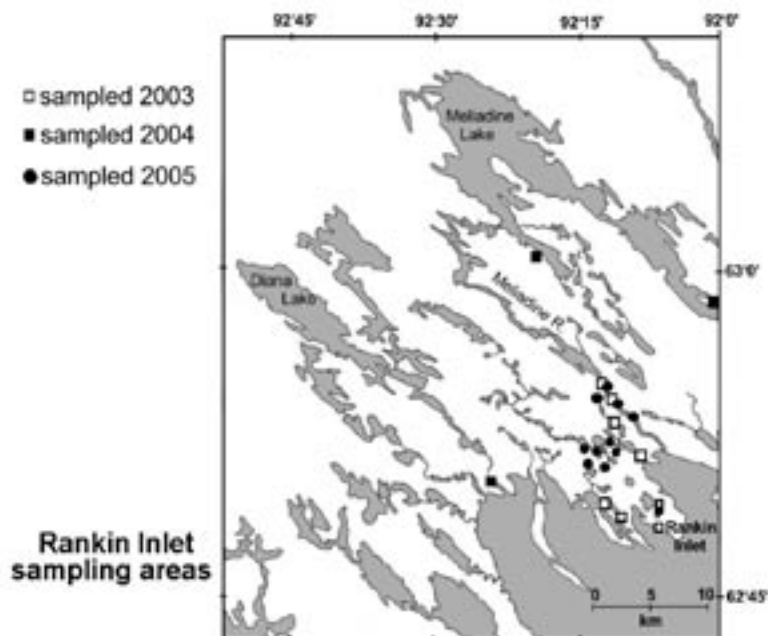 92°45'
92°30'
92°15'
92°0'
sampled 2003
sampled 2004
sampled 2005
Meliadine
Lake
63°0'
Diana
Lake
Meliadine R.
Rankin Inlet
sampling areas
Rankin
Inlet
0 5 10
km
62°45'